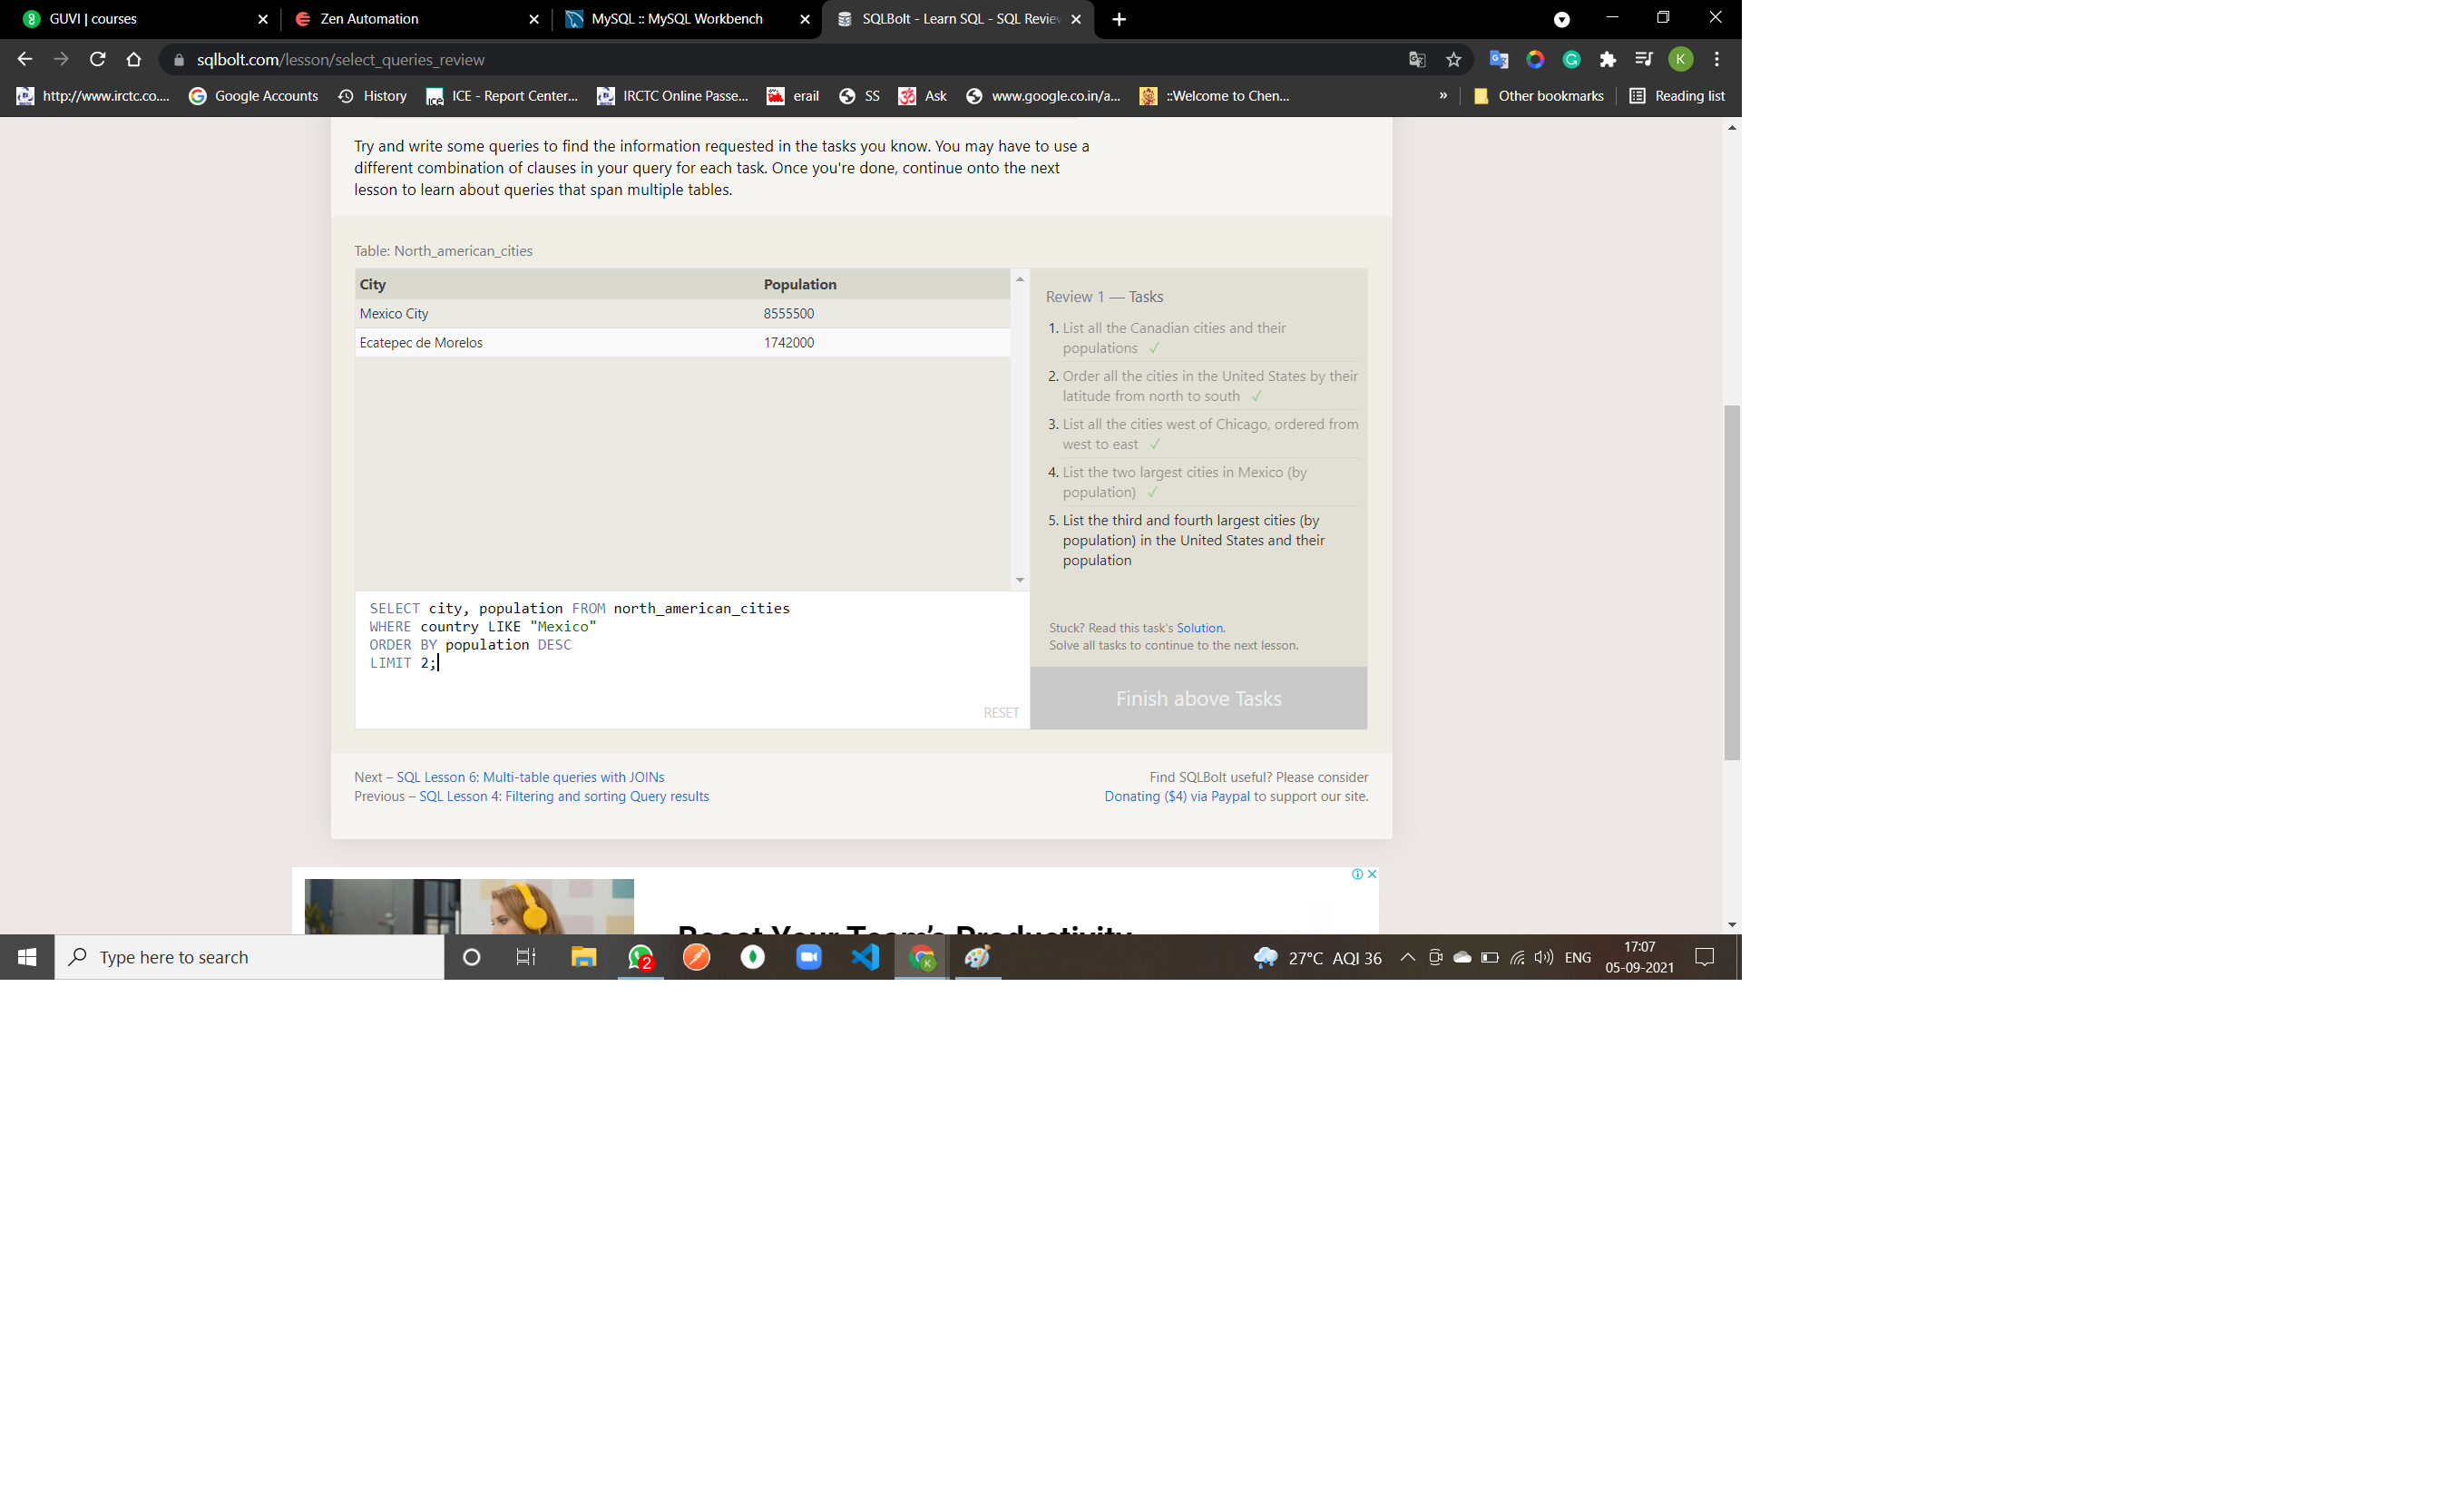 GUVI | courses
Zen Automation
MySQL :: MySQL Workbench
SQLBolt - Learn SQL - SQL Review
sqlbolt.com/lesson/select_queries_review
http://www.irctc.co....
Google Accounts
History
ICE - Report Center...
IRCTC Online Passe...
erail
SS
Ask
www.google.co.in/a...
::Welcome to Chen...
»
Other bookmarks
Reading list
Try and write some queries to find the information requested in the tasks you know. You may have to use a
different combination of clauses in your query for each task. Once you're done, continue onto the next
lesson to learn about queries that span multiple tables.
Table: North_american_cities
City Population
Mexico City 8555500
Ecatepec de Morelos 1742000
Review 1 — Tasks
1. List all the Canadian cities and their
populations ✓
2. Order all the cities in the United States by their
latitude from north to south ✓
3. List all the cities west of Chicago, ordered from
west to east ✓
4. List the two largest cities in Mexico (by
population) ✓
5. List the third and fourth largest cities (by
population) in the United States and their
population
Stuck? Read this task's Solution.
Solve all tasks to continue to the next lesson.
Finish above Tasks
SELECT city, population FROM north_american_cities
WHERE country LIKE "Mexico"
ORDER BY population DESC
LIMIT 2;
RESET
Next – SQL Lesson 6: Multi-table queries with JOINs
Previous – SQL Lesson 4: Filtering and sorting Query results
Find SQLBolt useful? Please consider
Donating ($4) via Paypal to support our site.
Boost Your Team's Productivity
Type here to search
2
K
27°C AQI 36
ENG
17:07
05-09-2021